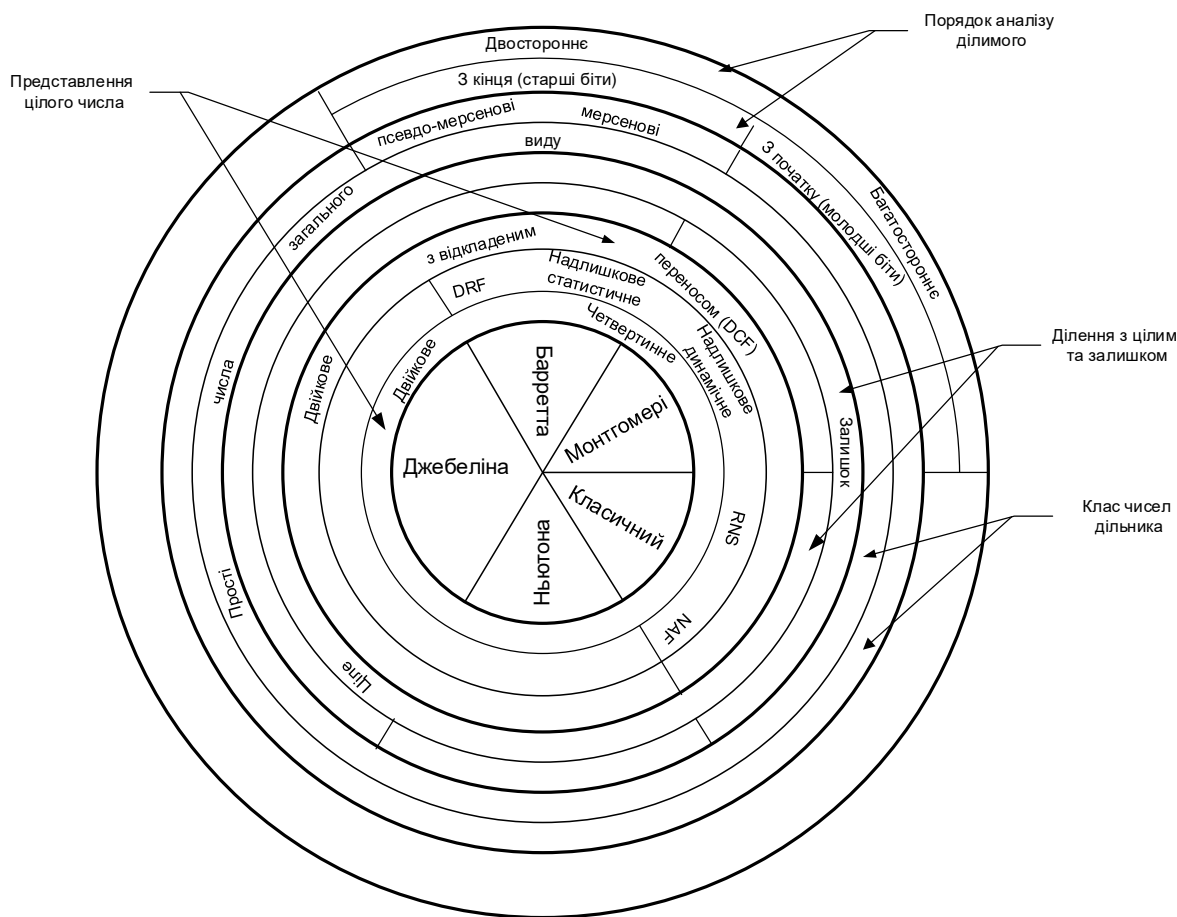 Порядок аналізу
ділимого
Двостороннє
Представлення
цілого числа
З кінця (старші біти)
псевдо-мерсенові
мерсенові
виду
З початку (молодші біти)
Багатостороннє
загального
з відкладеним
переносом (DCF)
DRF
Надлишкове
статистичне
Четвертинне
Надлишкове
динамічне
Двійкове
Двійкове
числа
Прості
Ділення з цілим
та залишком
Залишок
Барретта
Монтгомері
Джебеліна
Класичний
Ньютона
RNS
NAF
Ціле
Клас чисел
дільника